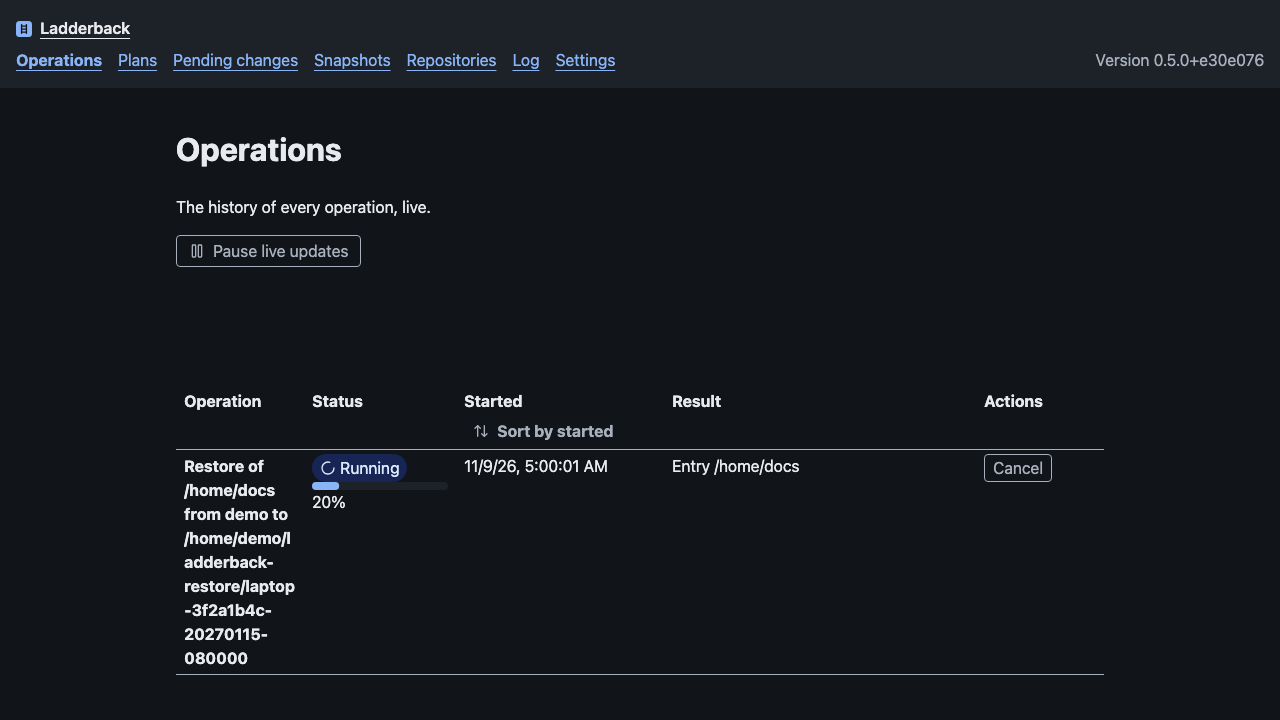 Ladderback
Operations Plans Pending changes Snapshots Repositories Log Settings Version 0.5.0+e30e076
Operations
The history of every operation, live.
Pause live updates
Operation Status Started Result Actions
Sort by started
Restore of
/home/docs
from demo to
/home/demo/l
adderback-
restore/laptop
-3f2a1b4c-
20270115-
080000
Running
20%
11/9/26, 5:00:01 AM
Entry /home/docs
Cancel